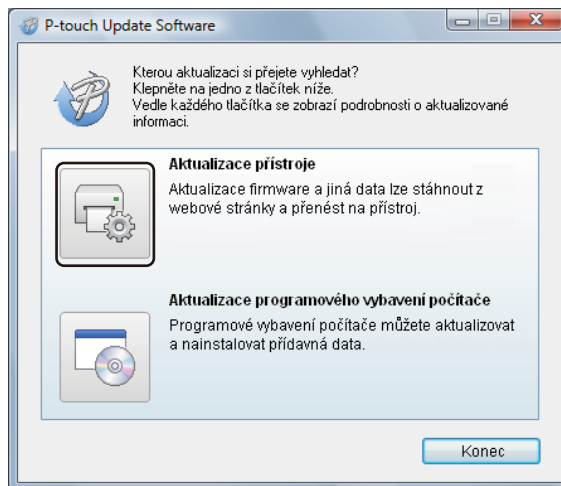 P-touch Update Software
Kterou aktualizaci si přejete vyhledat?
Klepněte na jedno z tlačítek níže.
Vedle každého tlačítka se zobrazí podrobnosti o aktualizované
informaci.
Aktualizace přístroje
Aktualizace firmware a jiná data lze stáhnout z
webové stránky a přenést na přístroj.
Aktualizace programového vybavení počítače
Programové vybavení počítače můžete aktualizovat
a nainstalovat přídavná data.
Konec